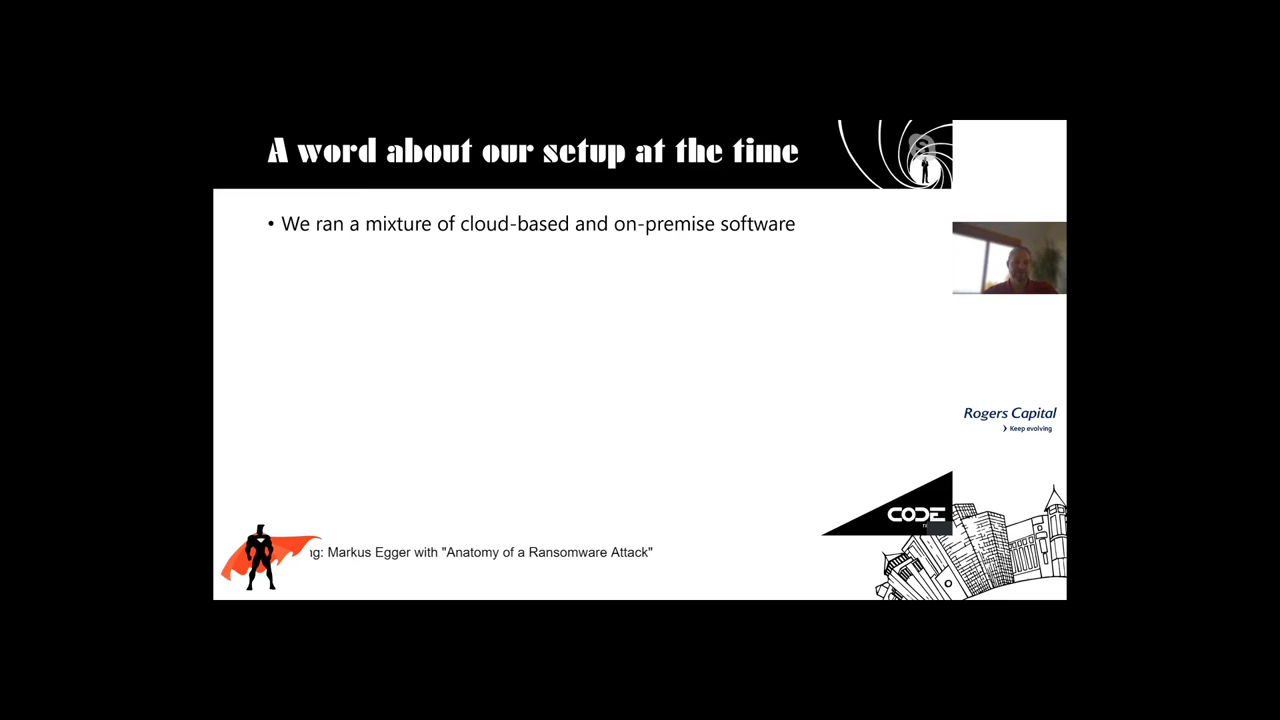 A word about our setup at the time
• We ran a mixture of cloud-based and on-premise software
Rogers Capital
Keep evolving
CODE
ng: Markus Egger with "Anatomy of a Ransomware Attack"